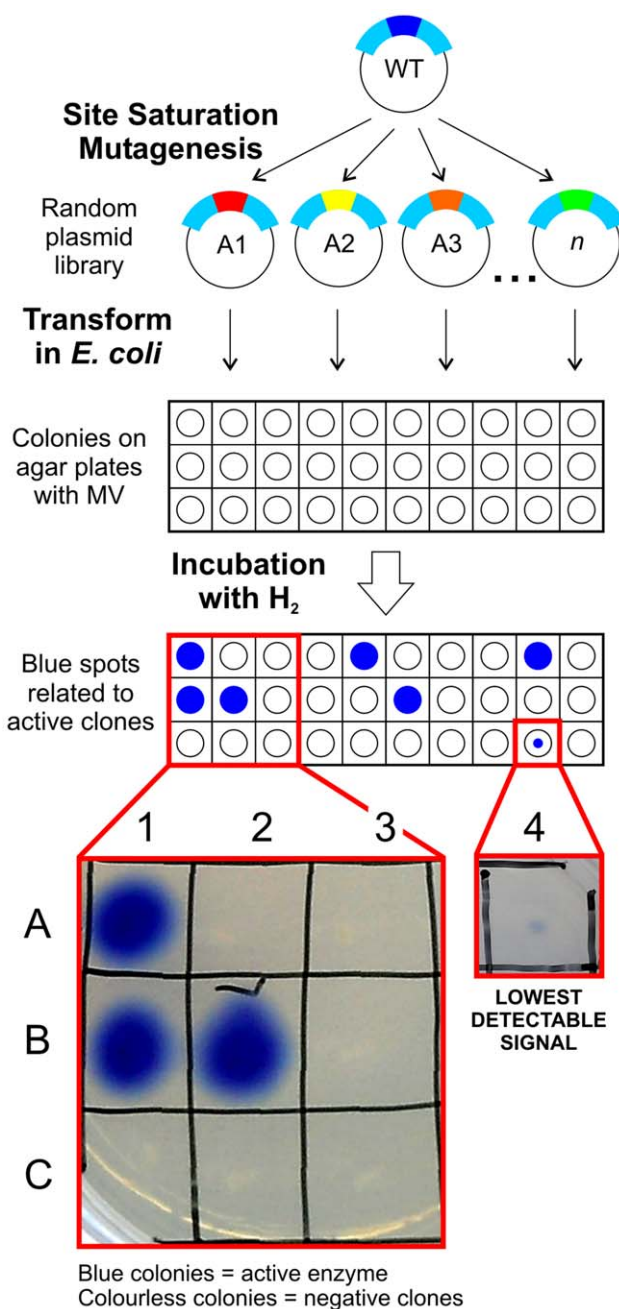 WT
Site Saturation
Mutagenesis
Random
plasmid
library
A1 A2 A3 ... n
Transform
in E. coli
Colonies on
agar plates
with MV
Incubation
with H₂
Blue spots
related to
active clones
1 2 3 4
A
B
C
LOWEST
DETECTABLE
SIGNAL
Blue colonies = active enzyme
Colourless colonies = negative clones